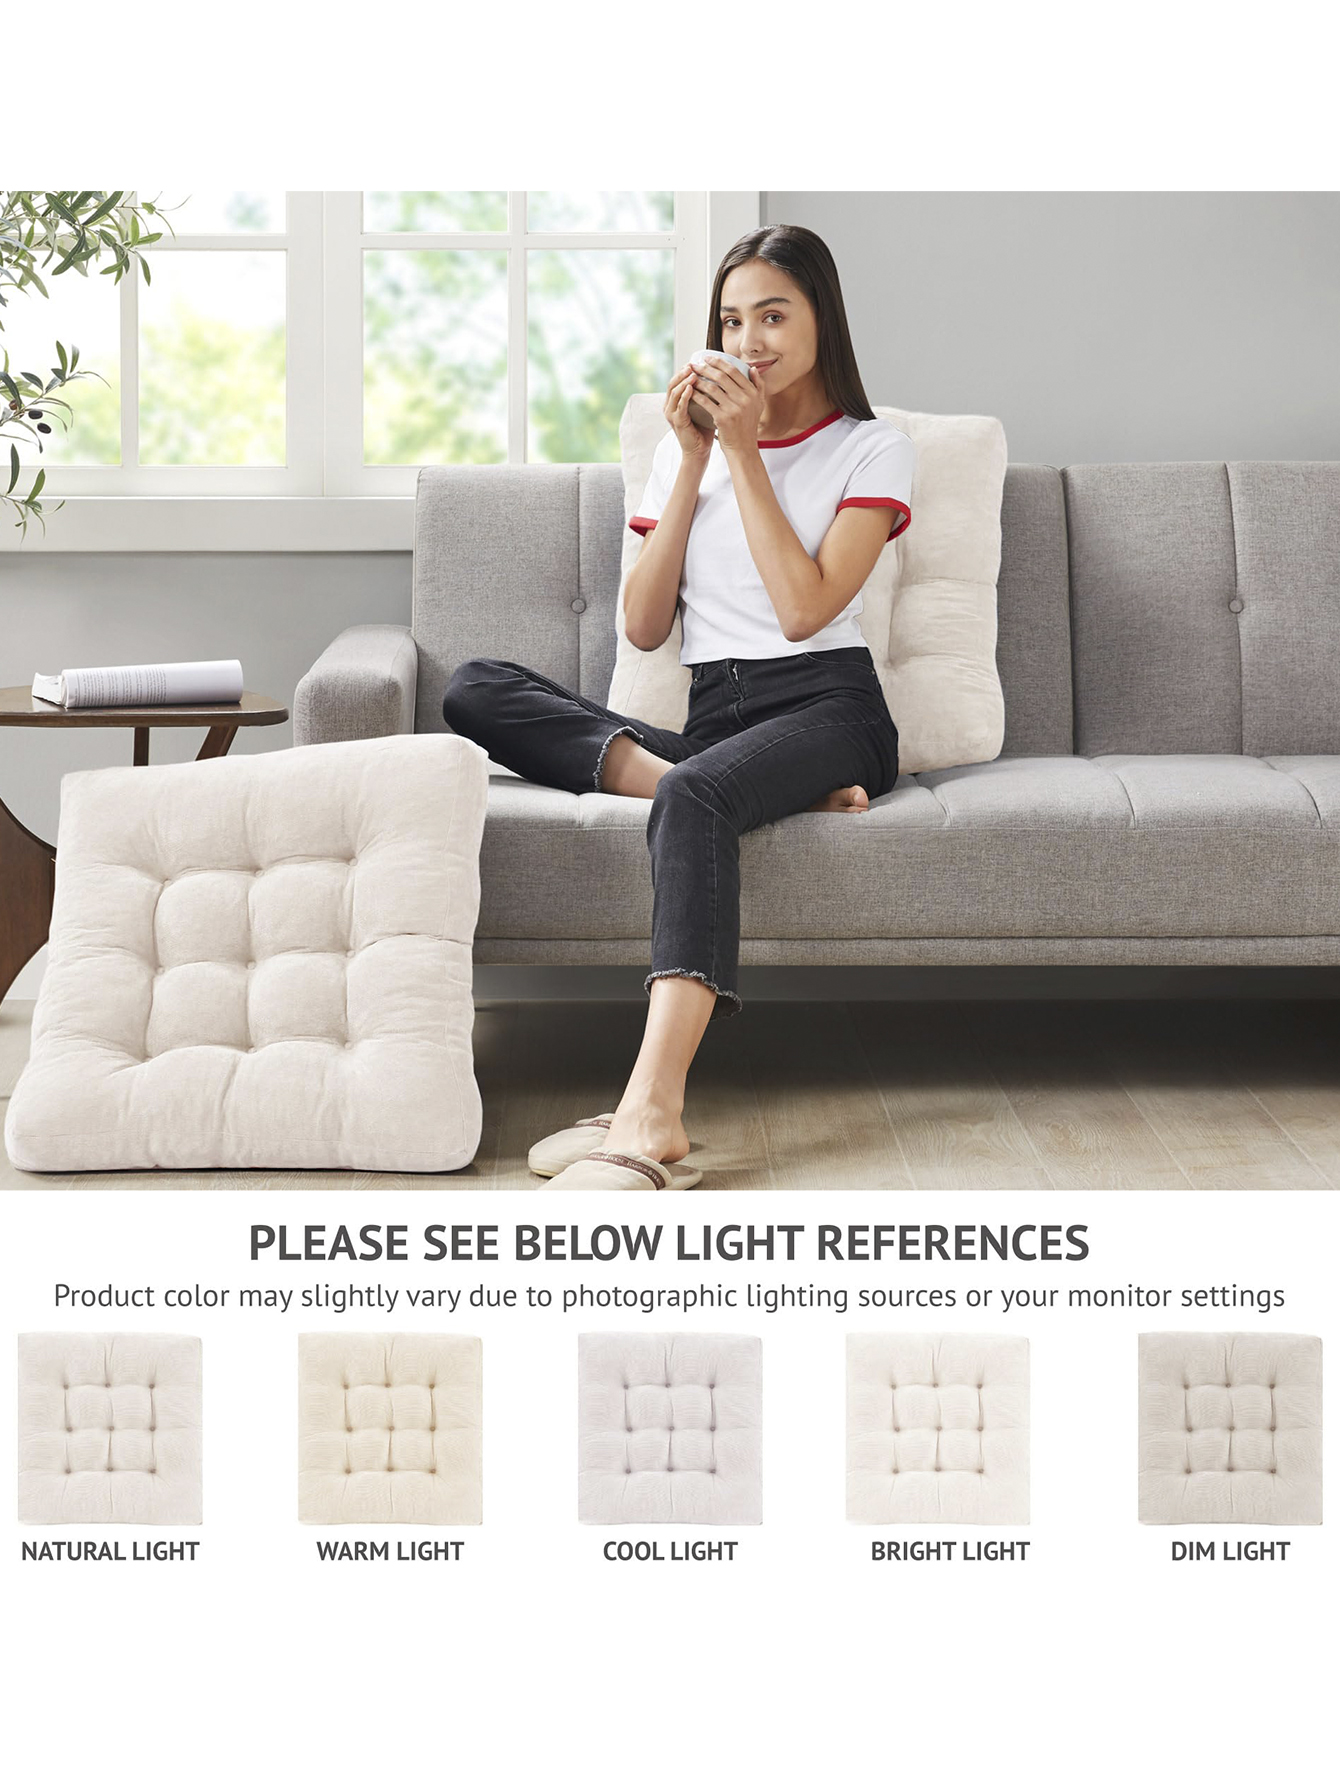 PLEASE SEE BELOW LIGHT REFERENCES
Product color may slightly vary due to photographic lighting sources or your monitor settings
NATURAL LIGHT
WARM LIGHT
COOL LIGHT
BRIGHT LIGHT
DIM LIGHT